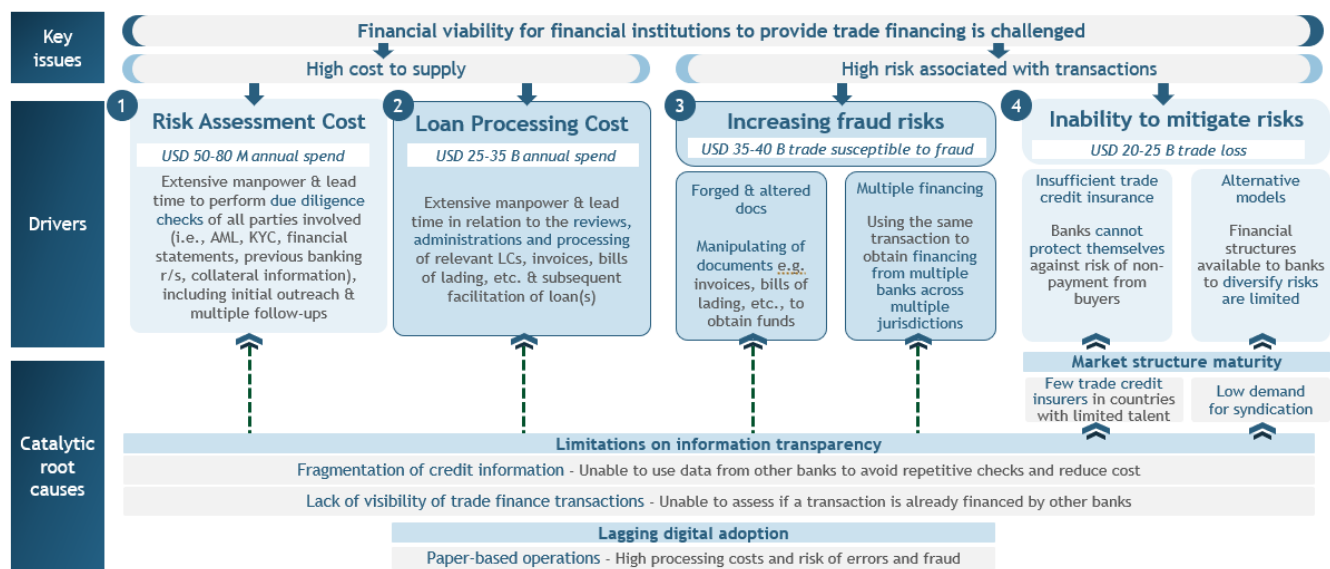 Key
issues
Financial viability for financial institutions to provide trade financing is challenged
High cost to supply
High risk associated with transactions
Drivers
1
Risk Assessment Cost
USD 50-80 M annual spend
Extensive manpower & lead
time to perform due diligence
checks of all parties involved
(i.e., AML, KYC, financial
statements, previous banking
r/s, collateral information),
including initial outreach &
multiple follow-ups
2
Loan Processing Cost
USD 25-35 B annual spend
Extensive manpower & lead
time in relation to the reviews,
administrations and processing
of relevant LCs, invoices, bills
of lading, etc. & subsequent
facilitation of loan(s)
3
Increasing fraud risks
USD 35-40 B trade susceptible to fraud
Forged & altered
docs
Manipulating of
documents e.g.
invoices, bills of
lading, etc., to
obtain funds
Multiple financing
Using the same
transaction to
obtain financing
from multiple
banks across
multiple
jurisdictions
4
Inability to mitigate risks
USD 20-25 B trade loss
Insufficient trade
credit insurance
Banks cannot
protect themselves
against risk of non-
payment from
buyers
Alternative
models
Financial
structures
available to banks
to diversify risks
are limited
Catalytic
root
causes
Market structure maturity
Few trade credit
insurers in countries
with limited talent
Low demand
for syndication
Limitations on information transparency
Fragmentation of credit information - Unable to use data from other banks to avoid repetitive checks and reduce cost
Lack of visibility of trade finance transactions - Unable to assess if a transaction is already financed by other banks
Lagging digital adoption
Paper-based operations - High processing costs and risk of errors and fraud